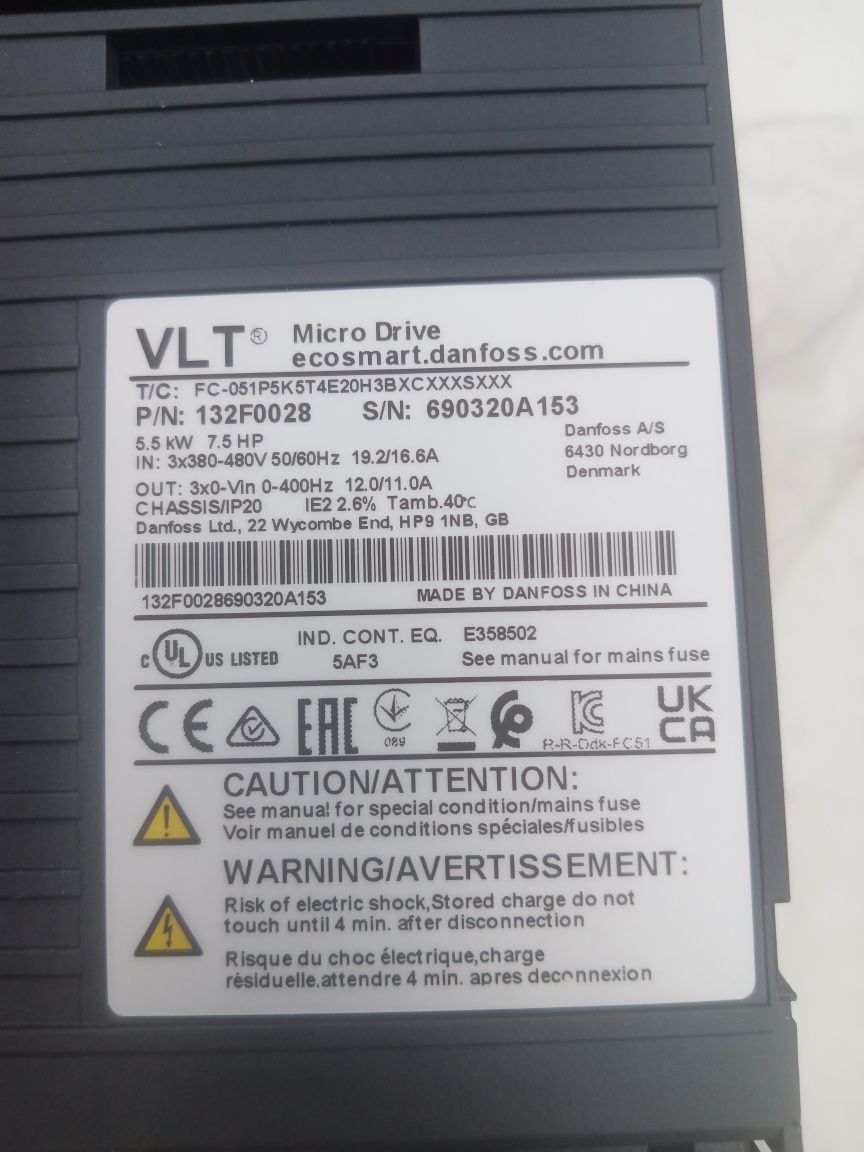 VLT® Micro Drive
ecosmart.danfoss.com
T/C: FC-051P5K5T4E20H3BXCXXXSXXX
P/N: 132F0028 S/N: 690320A153
5.5 kW 7.5 HP
IN: 3x380-480V 50/60Hz 19.2/16.6A
OUT: 3x0-Vin 0-400Hz 12.0/11.0A
CHASSIS/IP20 IE2 2.6% Tamb.40℃
Danfoss A/S
6430 Nordborg
Denmark
Danfoss Ltd., 22 Wycombe End, HP9 1NB, GB
132F0028690320A153 MADE BY DANFOSS IN CHINA
C UL US LISTED IND. CONT. EQ. E358502
5AF3 See manual for mains fuse
CE EAC 089 R-R-Ddk-FC51 UK CA
CAUTION/ATTENTION:
See manual for special condition/mains fuse
Voir manuel de conditions spéciales/fusibles
WARNING/AVERTISSEMENT:
Risk of electric shock,Stored charge do not
touch until 4 min. after disconnection
Risque du choc électrique,charge
résiduelle,attendre 4 min. apres deconnexion